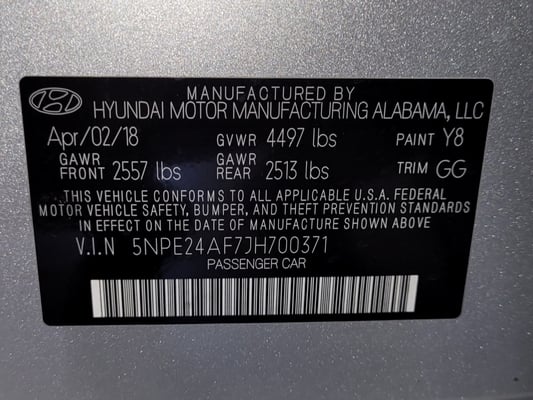 MANUFACTURED BY
HYUNDAI MOTOR MANUFACTURING ALABAMA, LLC
Apr/02/18 GVWR 4497 lbs PAINT Y8
GAWR FRONT 2557 lbs GAWR REAR 2513 lbs TRIM GG
THIS VEHICLE CONFORMS TO ALL APPLICABLE U.S.A. FEDERAL
MOTOR VEHICLE SAFETY, BUMPER, AND THEFT PREVENTION STANDARDS
IN EFFECT ON THE DATE OF MANUFACTURE SHOWN ABOVE.
V.I.N 5NPE24AF7JH700371
PASSENGER CAR